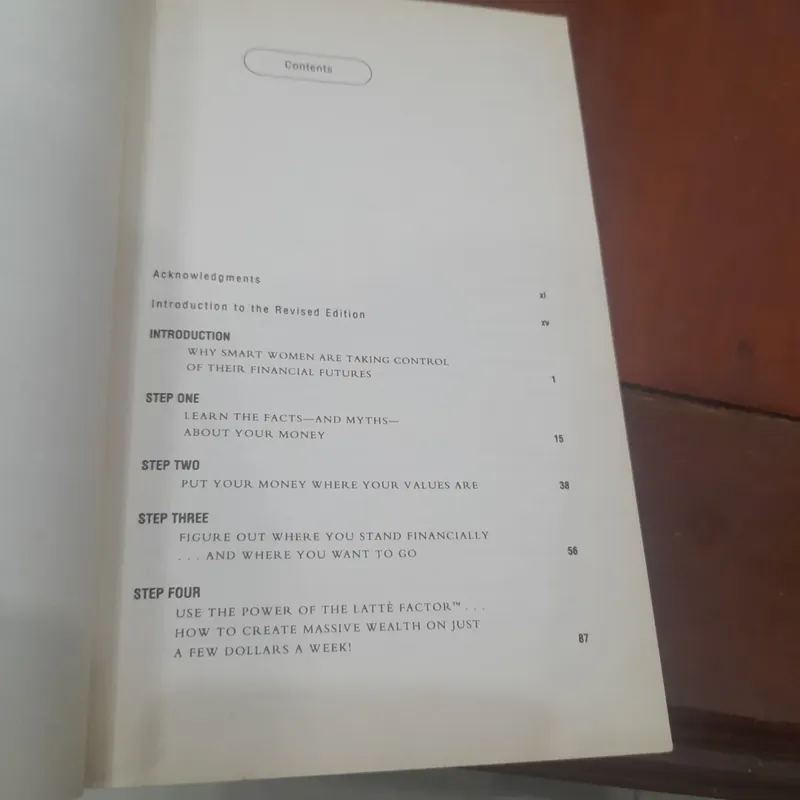 Contents
Acknowledgments xi
Introduction to the Revised Edition xv
INTRODUCTION
WHY SMART WOMEN ARE TAKING CONTROL
OF THEIR FINANCIAL FUTURES 1
STEP ONE
LEARN THE FACTS—AND MYTHS—
ABOUT YOUR MONEY 15
STEP TWO
PUT YOUR MONEY WHERE YOUR VALUES ARE 38
STEP THREE
FIGURE OUT WHERE YOU STAND FINANCIALLY
. . . AND WHERE YOU WANT TO GO 56
STEP FOUR
USE THE POWER OF THE LATTÉ FACTOR™ . . .
HOW TO CREATE MASSIVE WEALTH ON JUST
A FEW DOLLARS A WEEK! 87